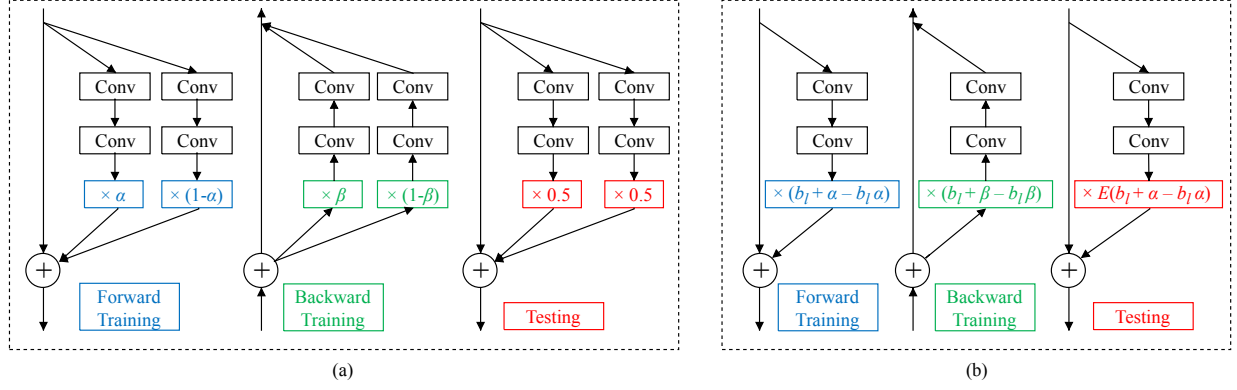 Conv Conv Conv Conv Conv Conv Conv Conv Conv
Conv Conv Conv Conv Conv Conv Conv Conv Conv
× α × (1-α) × β × (1-β) × 0.5 × 0.5 × (b_l + α – b_l α) × (b_l + β – b_l β) × E(b_l + α – b_l α)
+ + + + + +
Forward
Training
Backward
Training
Testing
Forward
Training
Backward
Training
Testing
(a) (b)